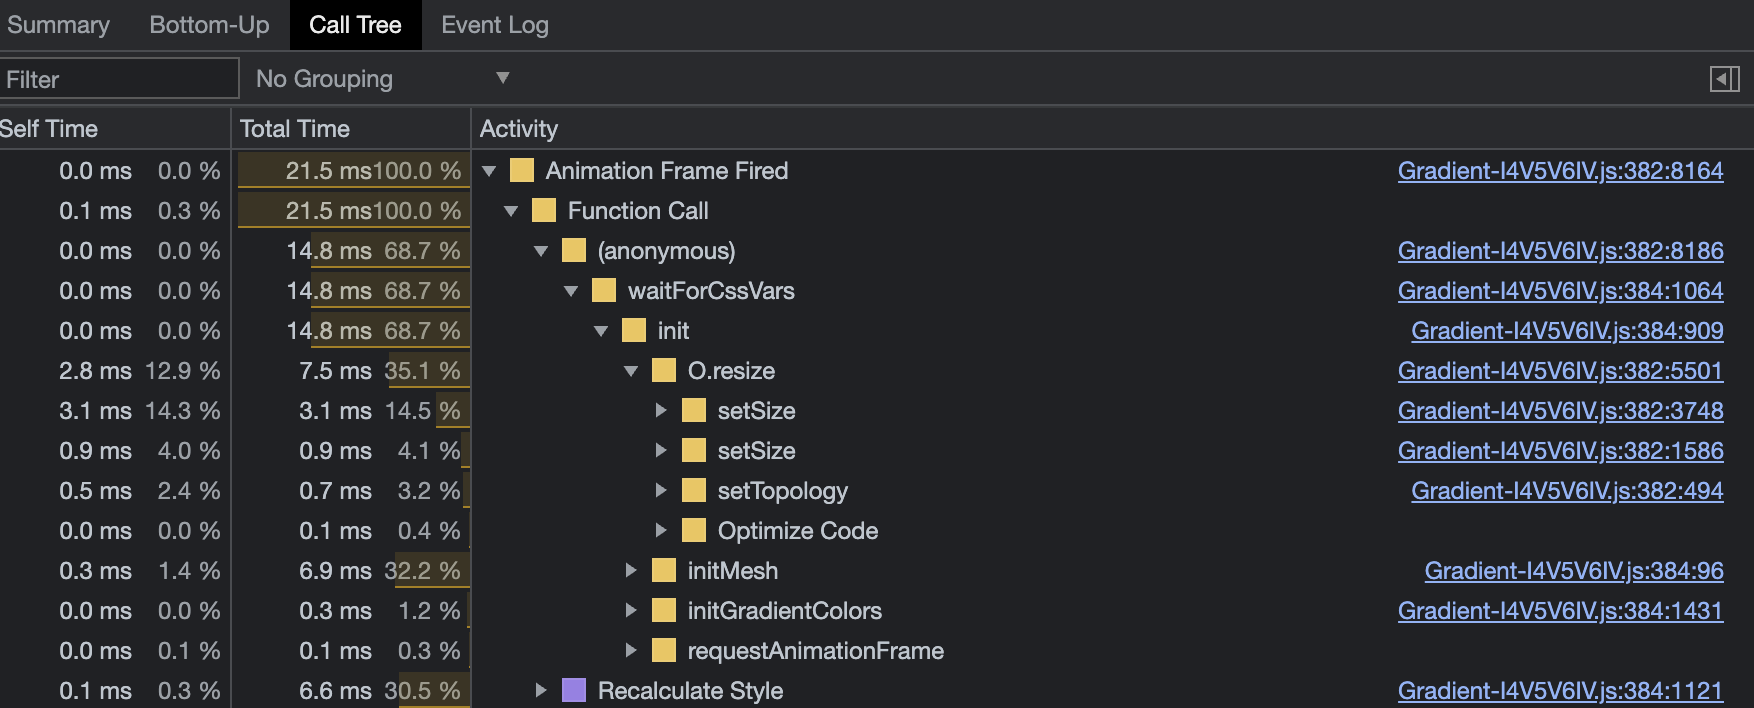 Summary Bottom-Up Call Tree Event Log
Filter No Grouping
Self Time Total Time Activity
0.0 ms 0.0 % 21.5 ms 100.0 % Animation Frame Fired Gradient-I4V5V6IV.js:382:8164
0.1 ms 0.3 % 21.5 ms 100.0 % Function Call
0.0 ms 0.0 % 14.8 ms 68.7 % (anonymous) Gradient-I4V5V6IV.js:382:8186
0.0 ms 0.0 % 14.8 ms 68.7 % waitForCssVars Gradient-I4V5V6IV.js:384:1064
0.0 ms 0.0 % 14.8 ms 68.7 % init Gradient-I4V5V6IV.js:384:909
2.8 ms 12.9 % 7.5 ms 35.1 % O.resize Gradient-I4V5V6IV.js:382:5501
3.1 ms 14.3 % 3.1 ms 14.5 % setSize Gradient-I4V5V6IV.js:382:3748
0.9 ms 4.0 % 0.9 ms 4.1 % setSize Gradient-I4V5V6IV.js:382:1586
0.5 ms 2.4 % 0.7 ms 3.2 % setTopology Gradient-I4V5V6IV.js:382:494
0.0 ms 0.0 % 0.1 ms 0.4 % Optimize Code
0.3 ms 1.4 % 6.9 ms 32.2 % initMesh Gradient-I4V5V6IV.js:384:96
0.0 ms 0.0 % 0.3 ms 1.2 % initGradientColors Gradient-I4V5V6IV.js:384:1431
0.0 ms 0.1 % 0.1 ms 0.3 % requestAnimationFrame
0.1 ms 0.3 % 6.6 ms 30.5 % Recalculate Style Gradient-I4V5V6IV.js:384:1121